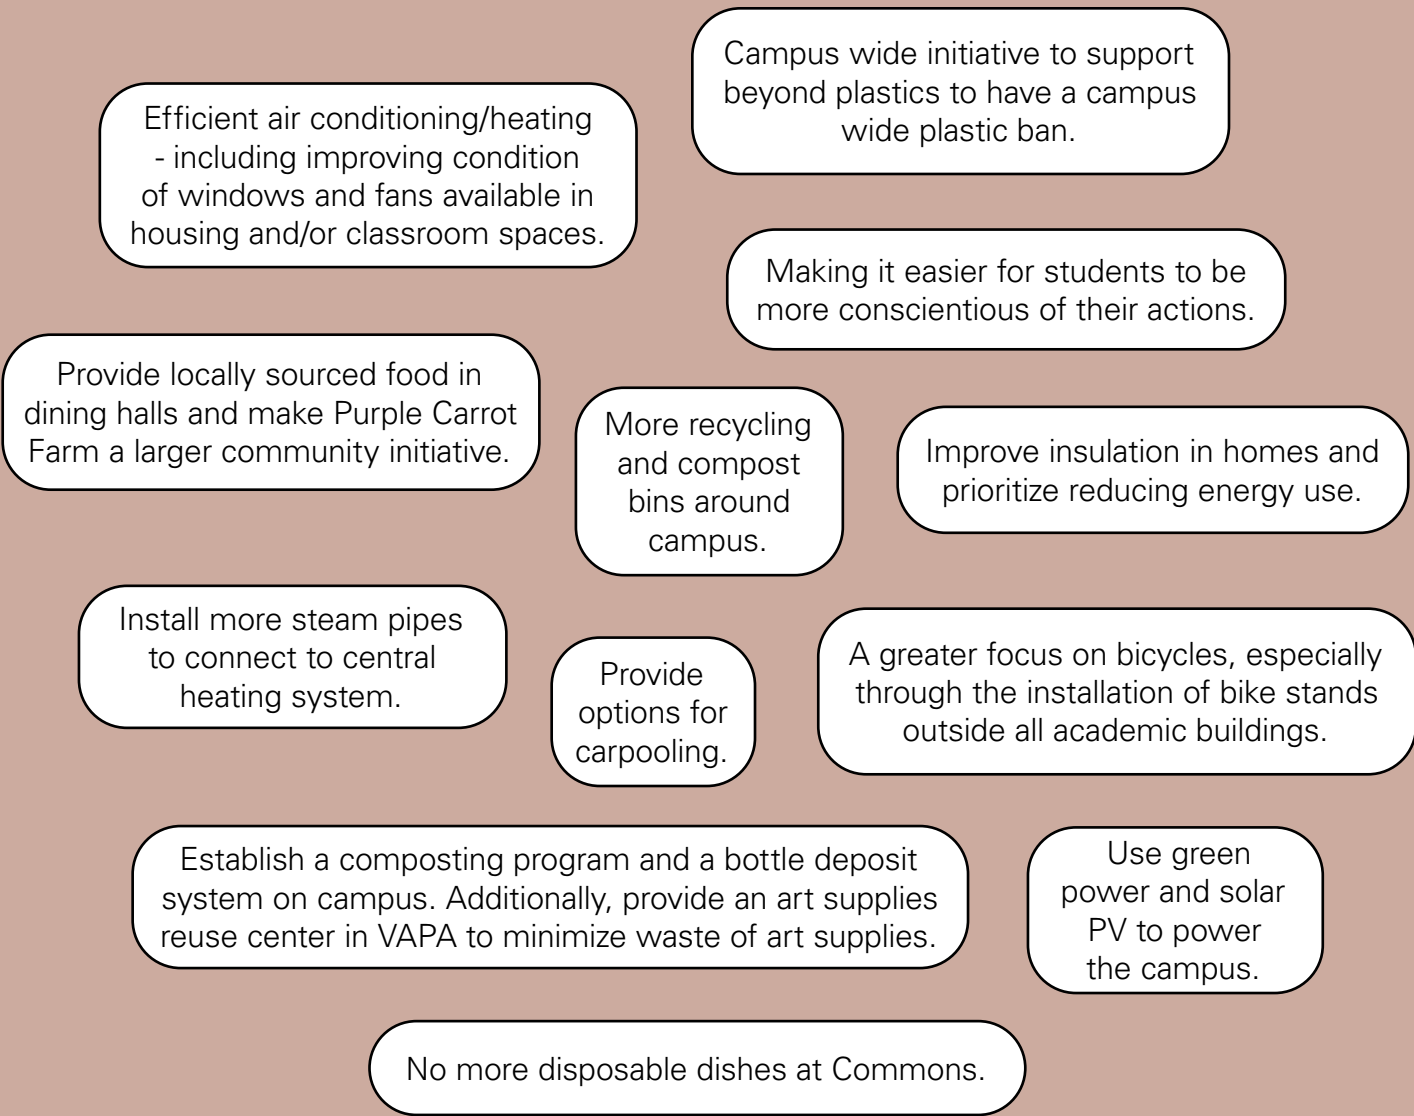 Campus wide initiative to support
beyond plastics to have a campus
wide plastic ban.
Efficient air conditioning/heating
- including improving condition
of windows and fans available in
housing and/or classroom spaces.
Making it easier for students to be
more conscientious of their actions.
Provide locally sourced food in
dining halls and make Purple Carrot
Farm a larger community initiative.
More recycling
and compost
bins around
campus.
Improve insulation in homes and
prioritize reducing energy use.
Install more steam pipes
to connect to central
heating system.
Provide
options for
carpooling.
A greater focus on bicycles, especially
through the installation of bike stands
outside all academic buildings.
Establish a composting program and a bottle deposit
system on campus. Additionally, provide an art supplies
reuse center in VAPA to minimize waste of art supplies.
Use green
power and solar
PV to power
the campus.
No more disposable dishes at Commons.